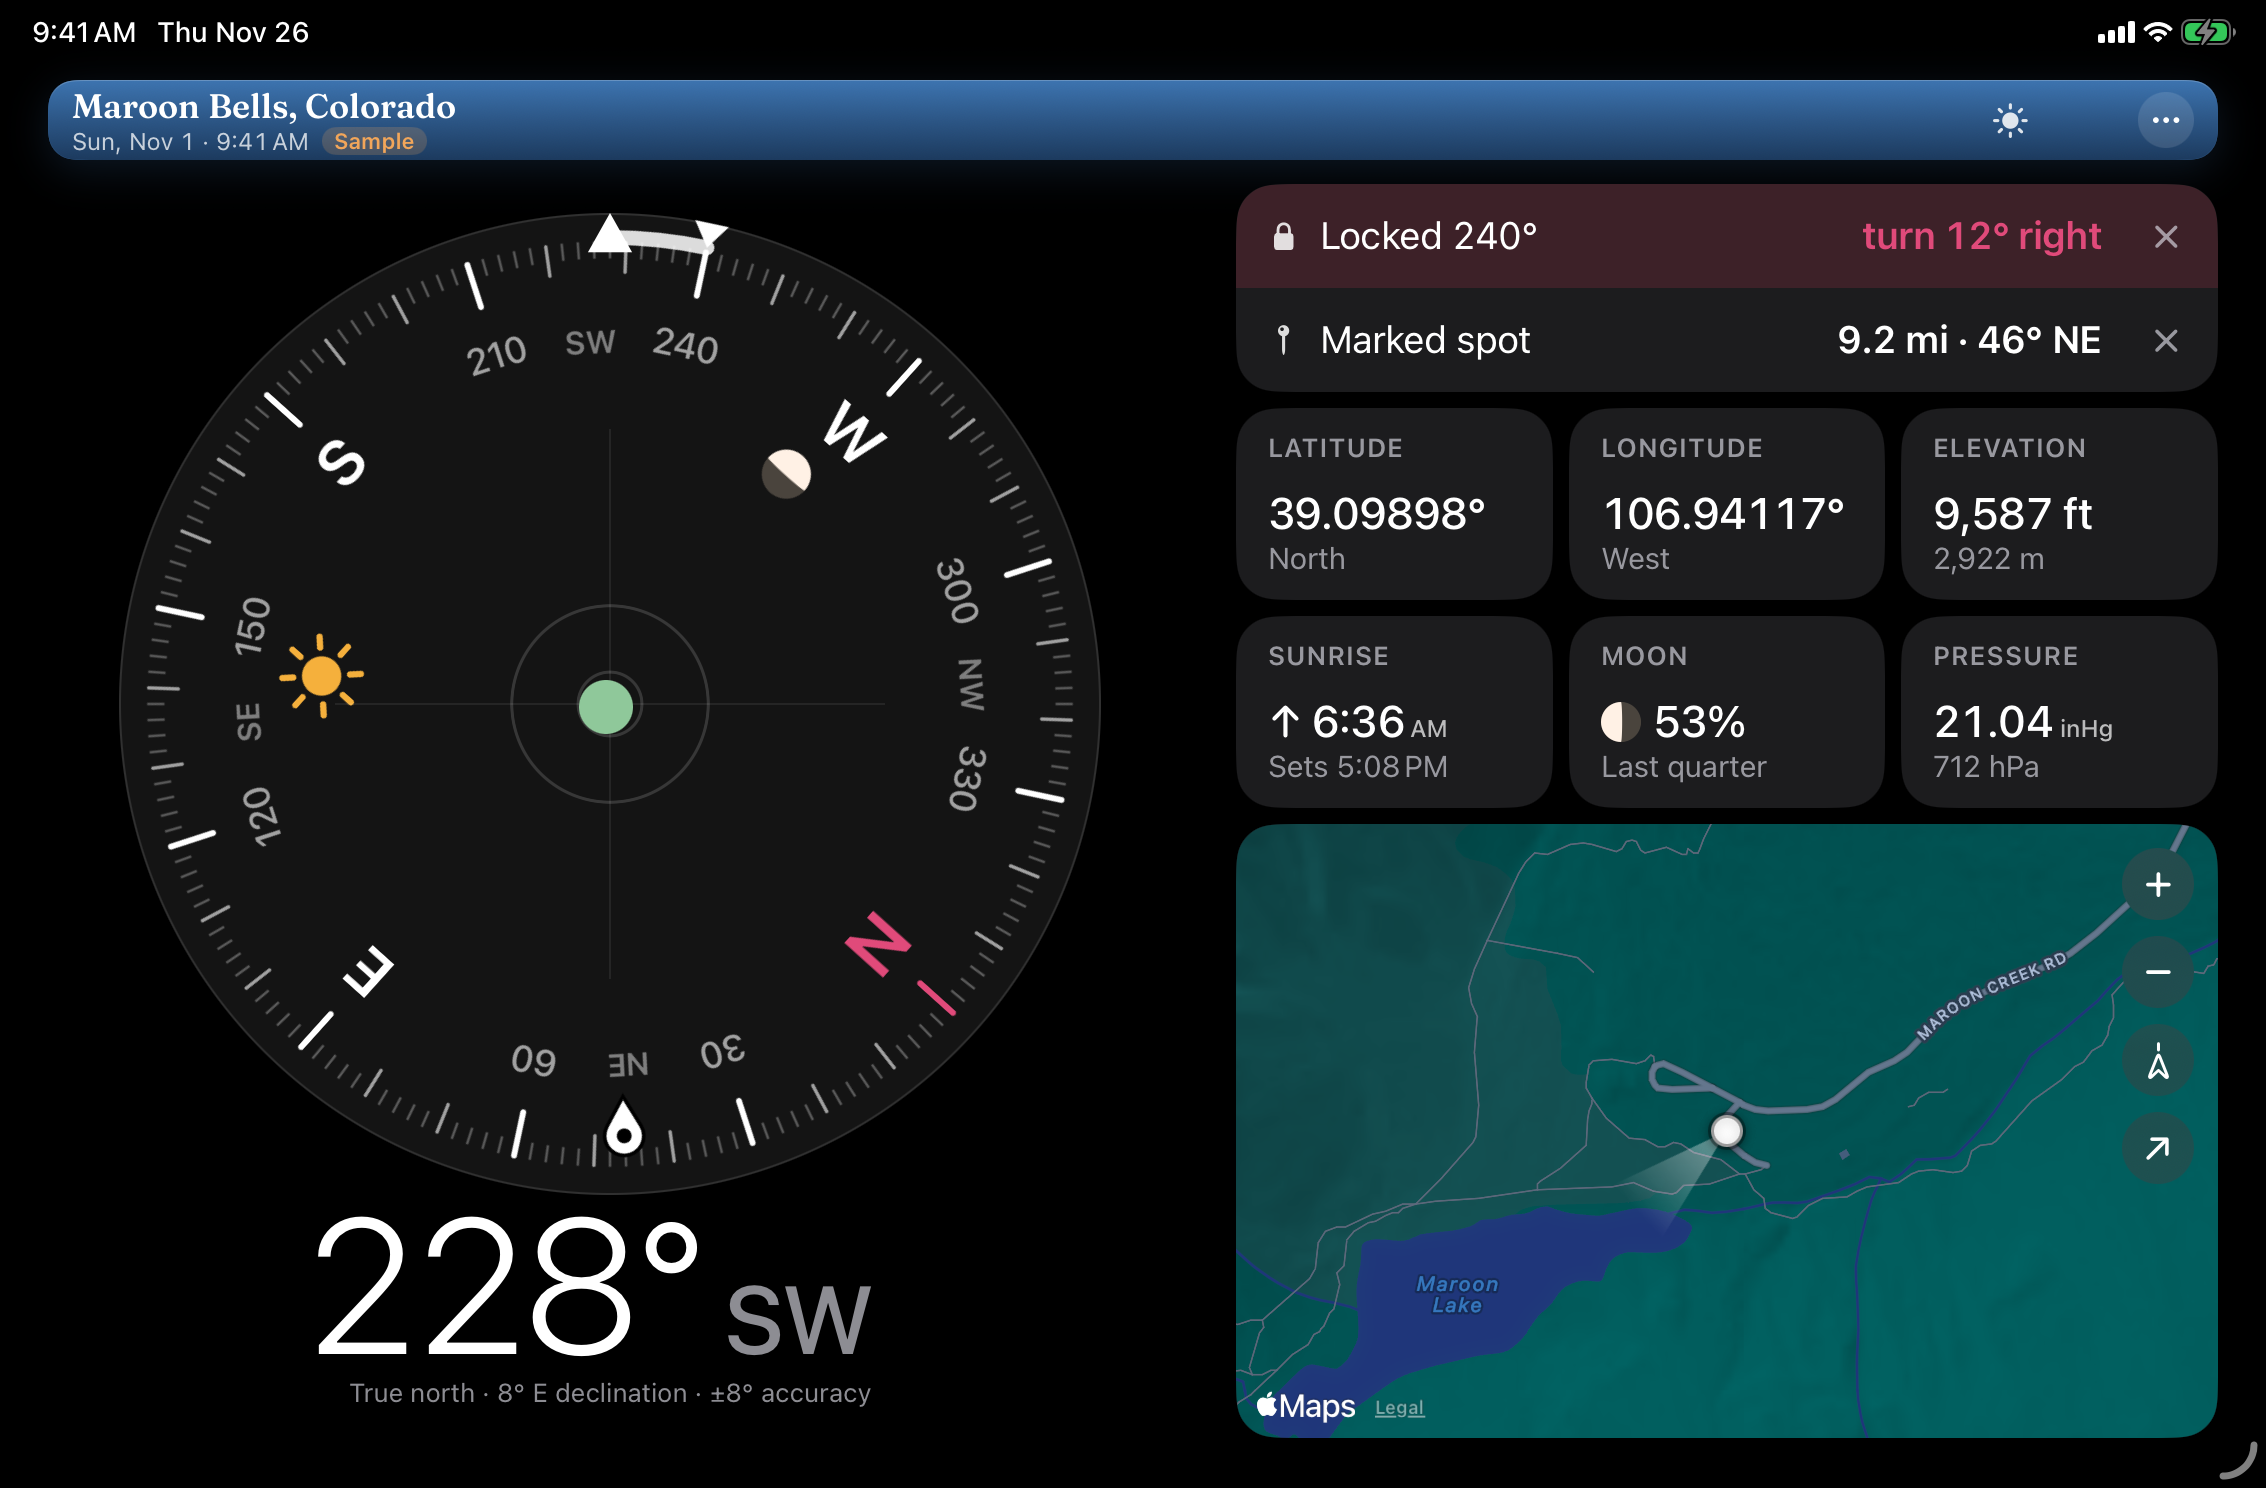 9:41 AM Thu Nov 26
Maroon Bells, Colorado
Sun, Nov 1 · 9:41 AM Sample
210 SW 240
S W
150 300
SE NW
120 330
E N
60 NE 30
228° SW
True north · 8° E declination · ±8° accuracy
Locked 240° turn 12° right
Marked spot 9.2 mi · 46° NE
LATITUDE
39.09898°
North
LONGITUDE
106.94117°
West
ELEVATION
9,587 ft
2,922 m
SUNRISE
↑ 6:36 AM
Sets 5:08 PM
MOON
53%
Last quarter
PRESSURE
21.04 inHg
712 hPa
MAROON CREEK RD
Maroon
Lake
Maps Legal